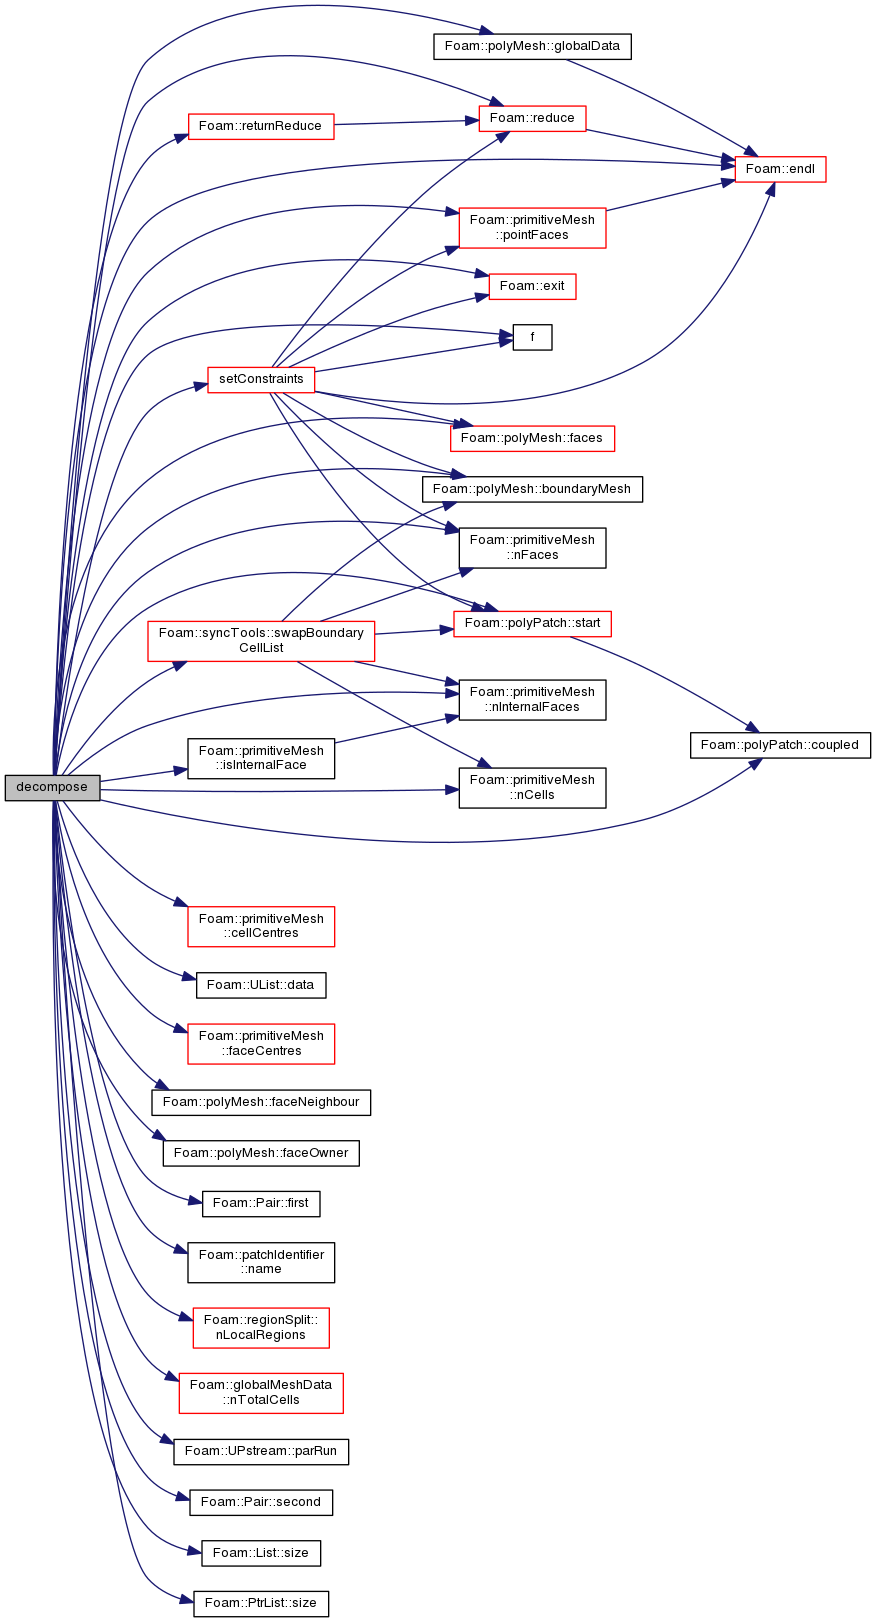 Foam::polyMesh::globalData
Foam::reduce
Foam::returnReduce
Foam::endl
Foam::primitiveMesh
::pointFaces
Foam::exit
f
setConstraints
Foam::polyMesh::faces
Foam::polyMesh::boundaryMesh
Foam::primitiveMesh
::nFaces
Foam::polyPatch::start
Foam::syncTools::swapBoundary
CellList
Foam::primitiveMesh
::nInternalFaces
Foam::polyPatch::coupled
Foam::primitiveMesh
::isInternalFace
Foam::primitiveMesh
::nCells
decompose
Foam::primitiveMesh
::cellCentres
Foam::UList::data
Foam::primitiveMesh
::faceCentres
Foam::polyMesh::faceNeighbour
Foam::polyMesh::faceOwner
Foam::Pair::first
Foam::patchIdentifier
::name
Foam::regionSplit::
nLocalRegions
Foam::globalMeshData
::nTotalCells
Foam::UPstream::parRun
Foam::Pair::second
Foam::List::size
Foam::PtrList::size